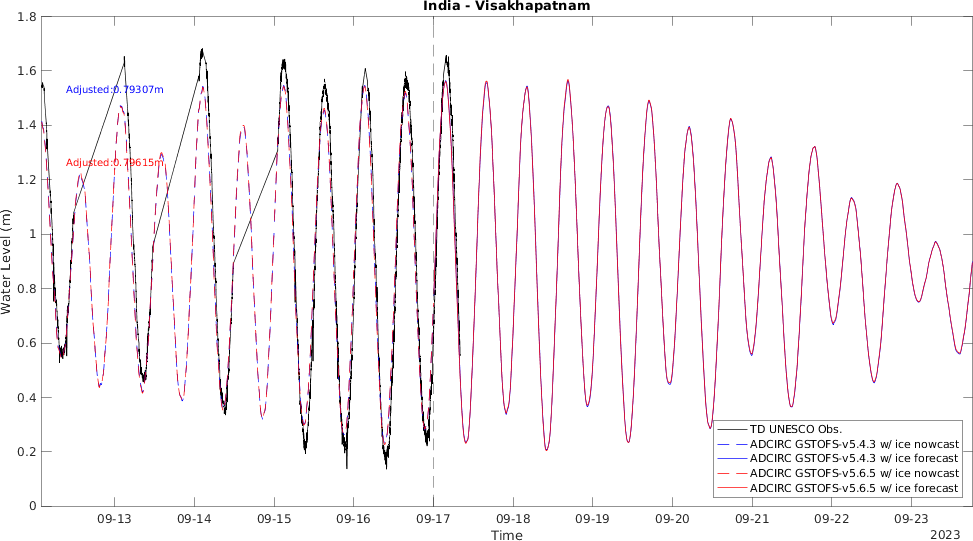 India - Visakhapatnam
1.8
1.6
1.4
1.2
1
0.8
0.6
0.4
0.2
0
Water Level (m)
Adjusted:0.79307m
Adjusted:0.79615m
TD UNESCO Obs.
ADCIRC GSTOFS-v5.4.3 w/ ice nowcast
ADCIRC GSTOFS-v5.4.3 w/ ice forecast
ADCIRC GSTOFS-v5.6.5 w/ ice nowcast
ADCIRC GSTOFS-v5.6.5 w/ ice forecast
09-13 09-14 09-15 09-16 09-17 09-18 09-19 09-20 09-21 09-22 09-23
Time
2023